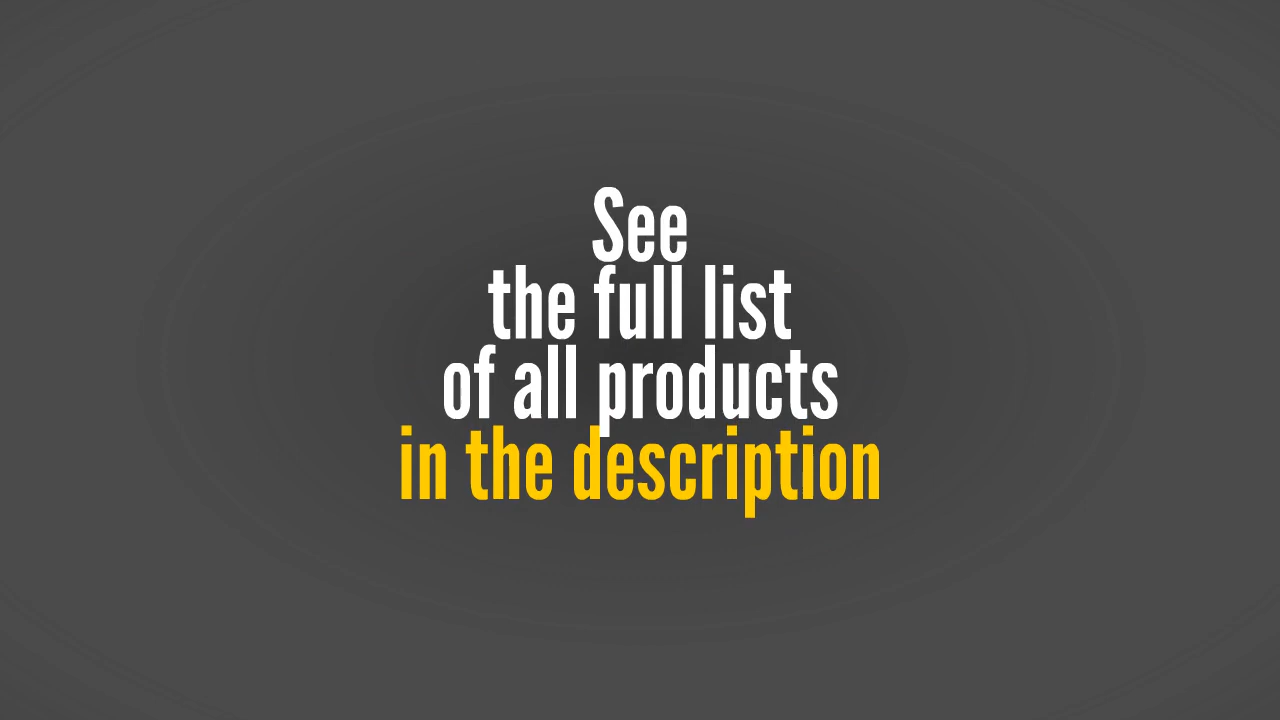 See
the full list
of all products
in the description